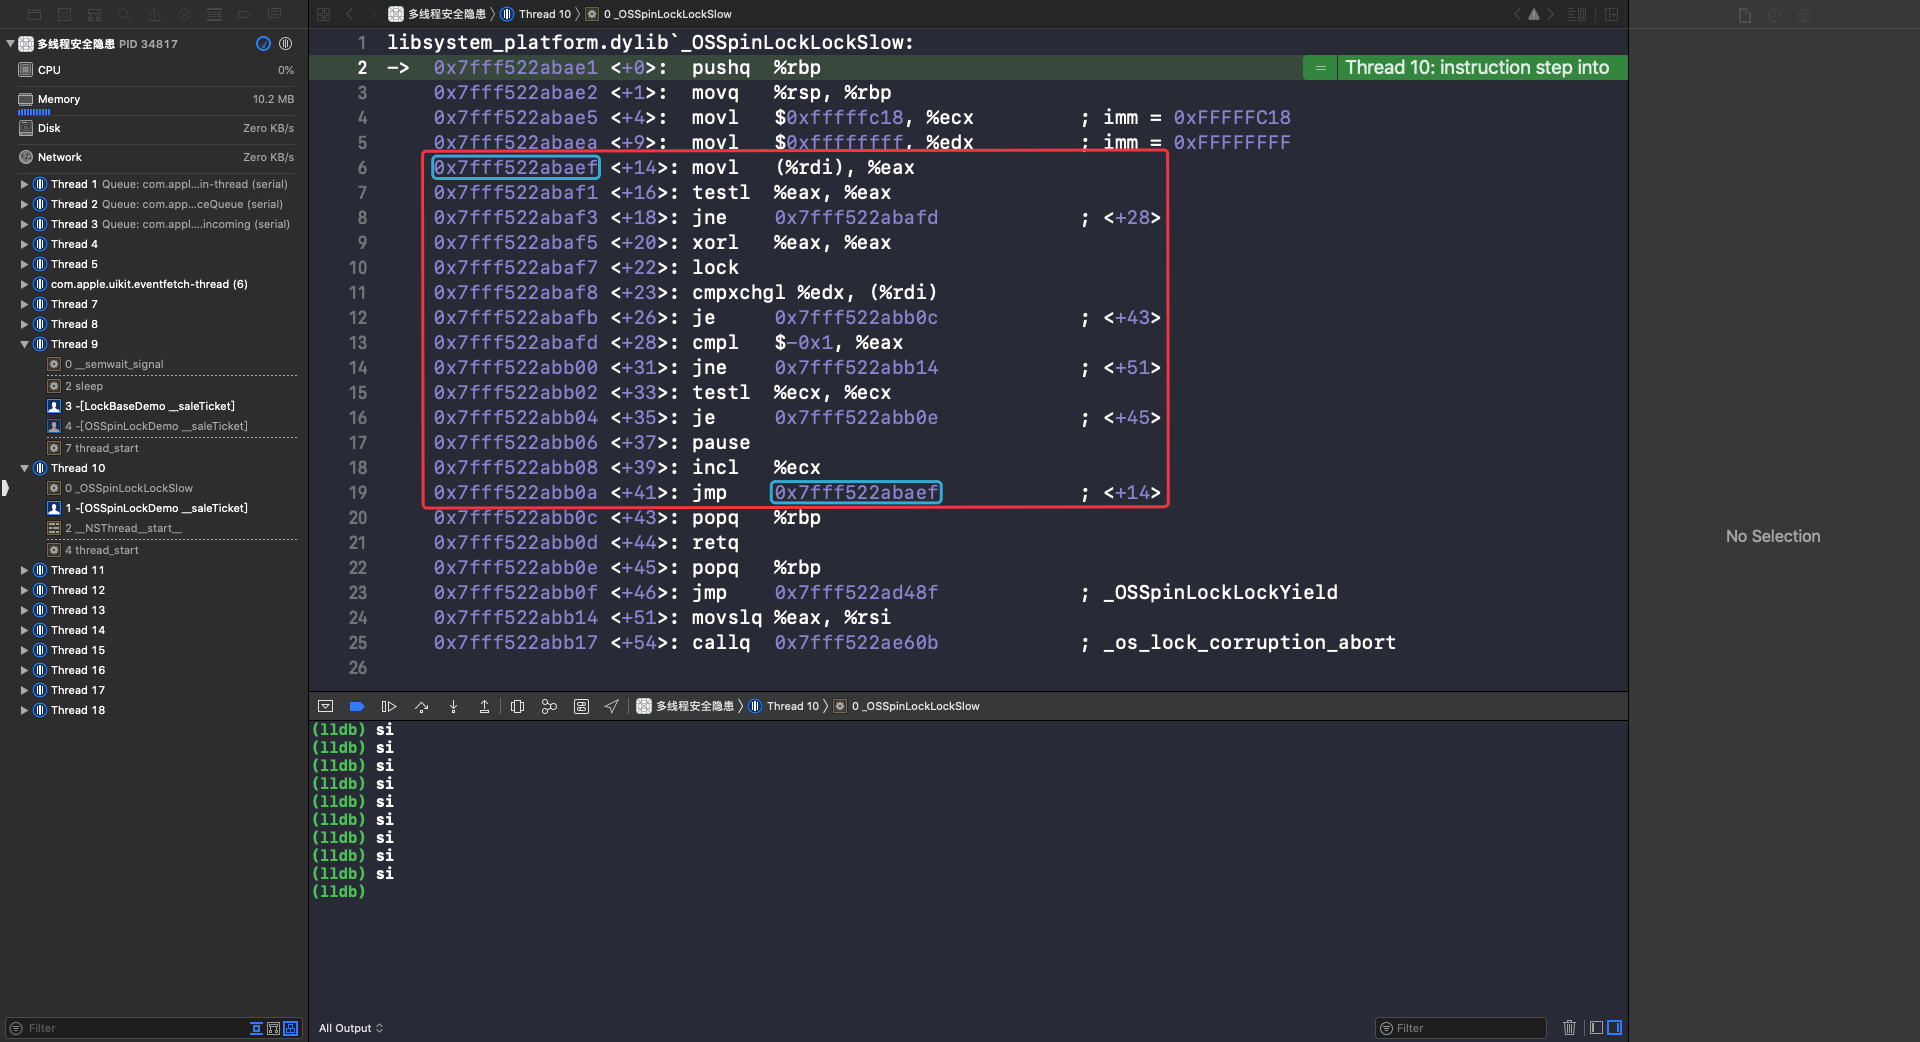 多线程安全隐患 PID 34817
CPU 0%
Memory 10.2 MB
Disk Zero KB/s
Network Zero KB/s
Thread 1 Queue: com.appl...in-thread (serial)
Thread 2 Queue: com.app...ceQueue (serial)
Thread 3 Queue: com.appl....incoming (serial)
Thread 4
Thread 5
com.apple.uikit.eventfetch-thread (6)
Thread 7
Thread 8
Thread 9
0 __semwait_signal
2 sleep
3 -[LockBaseDemo __saleTicket]
4 -[OSSpinLockDemo __saleTicket]
7 thread_start
Thread 10
0 _OSSpinLockLockSlow
1 -[OSSpinLockDemo __saleTicket]
2 __NSThread__start__
4 thread_start
Thread 11
Thread 12
Thread 13
Thread 14
Thread 15
Thread 16
Thread 17
Thread 18
Filter
多线程安全隐患 〉 Thread 10 〉 0 _OSSpinLockLockSlow
1 libsystem_platform.dylib`_OSSpinLockLockSlow:
2 -> 0x7fff522abae1 <+0>: pushq %rbp = Thread 10: instruction step into
3 0x7fff522abae2 <+1>: movq %rsp, %rbp
4 0x7fff522abae5 <+4>: movl $0xfffffc18, %ecx ; imm = 0xFFFFFC18
5 0x7fff522abaea <+9>: movl $0xffffffff, %edx ; imm = 0xFFFFFFFF
6 0x7fff522abaef <+14>: movl (%rdi), %eax
7 0x7fff522abaf1 <+16>: testl %eax, %eax
8 0x7fff522abaf3 <+18>: jne 0x7fff522abafd ; <+28>
9 0x7fff522abaf5 <+20>: xorl %eax, %eax
10 0x7fff522abaf7 <+22>: lock
11 0x7fff522abaf8 <+23>: cmpxchgl %edx, (%rdi)
12 0x7fff522abafb <+26>: je 0x7fff522abb0c ; <+43>
13 0x7fff522abafd <+28>: cmpl $-0x1, %eax
14 0x7fff522abb00 <+31>: jne 0x7fff522abb14 ; <+51>
15 0x7fff522abb02 <+33>: testl %ecx, %ecx
16 0x7fff522abb04 <+35>: je 0x7fff522abb0e ; <+45>
17 0x7fff522abb06 <+37>: pause
18 0x7fff522abb08 <+39>: incl %ecx
19 0x7fff522abb0a <+41>: jmp 0x7fff522abaef ; <+14>
20 0x7fff522abb0c <+43>: popq %rbp
21 0x7fff522abb0d <+44>: retq
22 0x7fff522abb0e <+45>: popq %rbp
23 0x7fff522abb0f <+46>: jmp 0x7fff522ad48f ; _OSSpinLockLockYield
24 0x7fff522abb14 <+51>: movslq %eax, %rsi
25 0x7fff522abb17 <+54>: callq 0x7fff522ae60b ; _os_lock_corruption_abort
26
多线程安全隐患 〉 Thread 10 〉 0 _OSSpinLockLockSlow
(lldb) si
(lldb) si
(lldb) si
(lldb) si
(lldb) si
(lldb) si
(lldb) si
(lldb) si
(lldb) si
(lldb)
All Output
Filter
No Selection